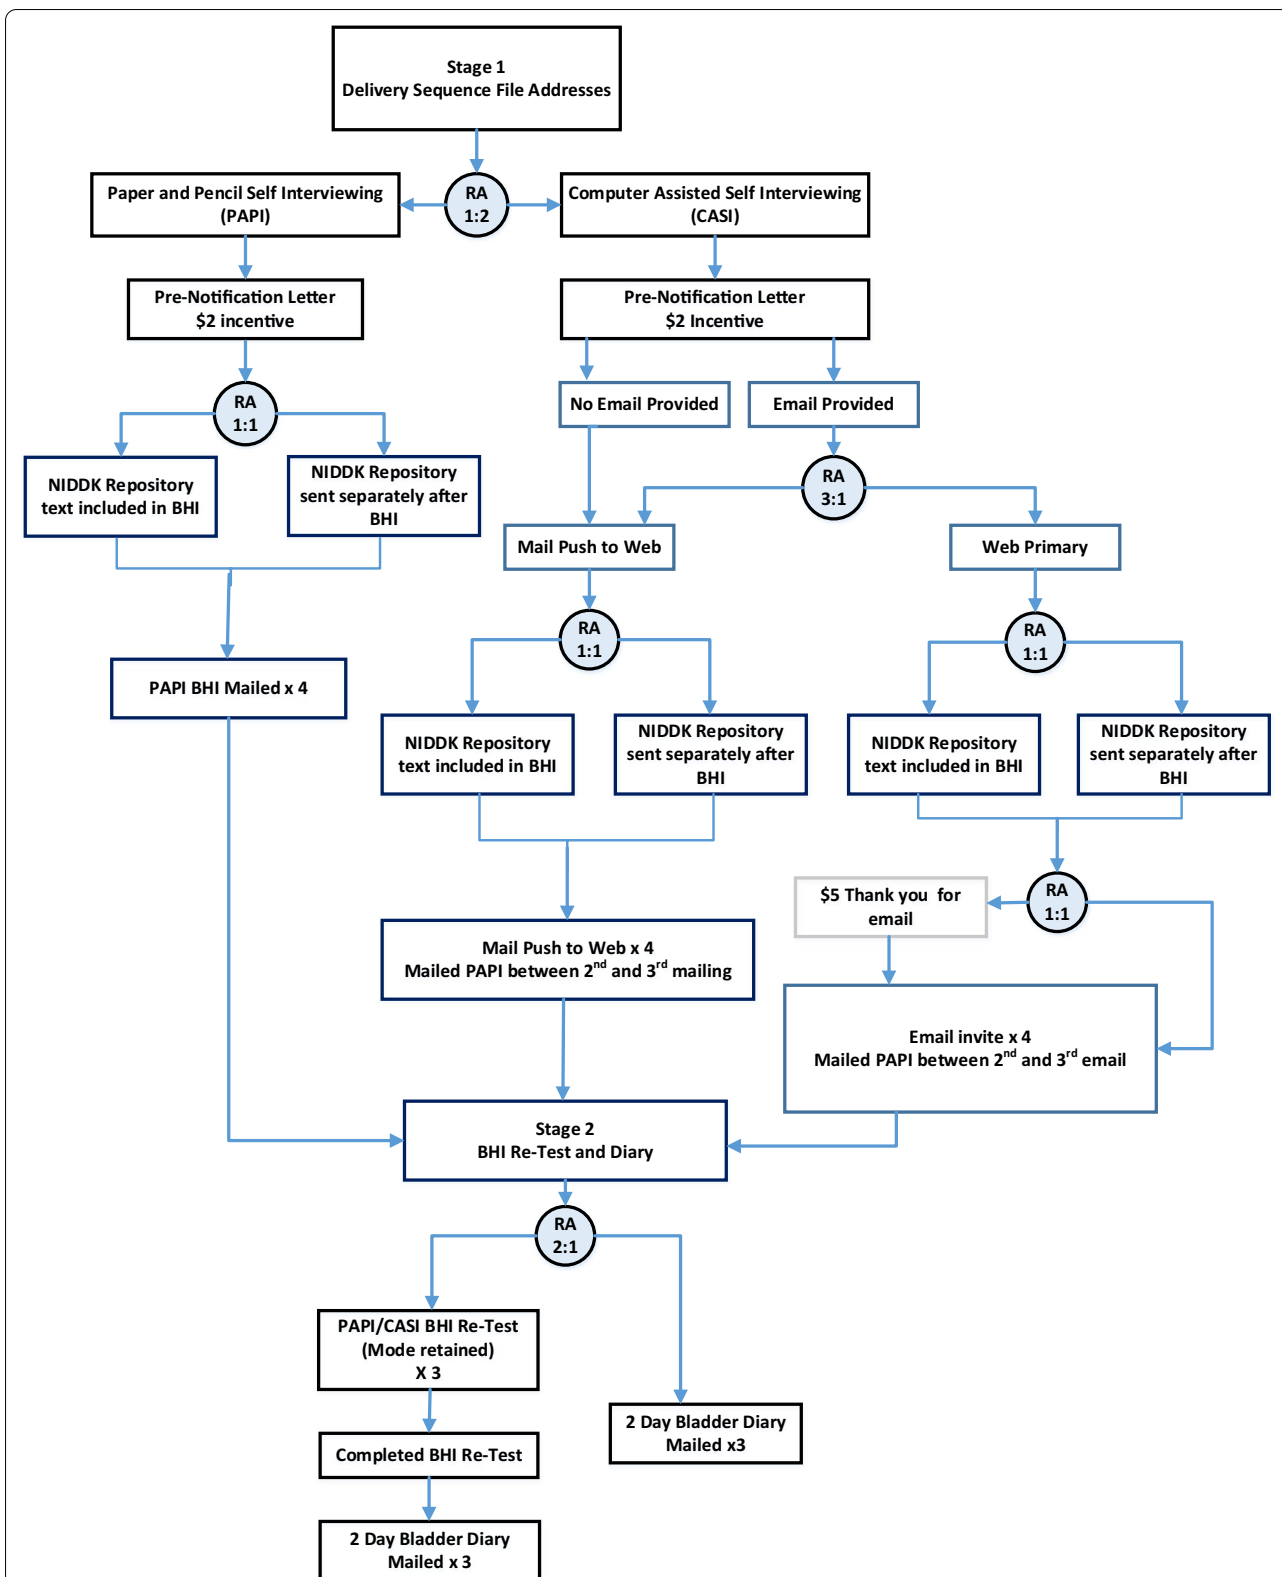 Stage 1
Delivery Sequence File Addresses
Paper and Pencil Self Interviewing
(PAPI)
RA
1:2
Computer Assisted Self Interviewing
(CASI)
Pre-Notification Letter
$2 incentive
Pre-Notification Letter
$2 Incentive
RA
1:1
No Email Provided
Email Provided
NIDDK Repository
text included in BHI
NIDDK Repository
sent separately after
BHI
RA
3:1
Mail Push to Web
Web Primary
RA
1:1
RA
1:1
PAPI BHI Mailed x 4
NIDDK Repository
text included in BHI
NIDDK Repository
sent separately after
BHI
NIDDK Repository
text included in BHI
NIDDK Repository
sent separately after
BHI
$5 Thank you for
email
RA
1:1
Mail Push to Web x 4
Mailed PAPI between 2nd and 3rd mailing
Email invite x 4
Mailed PAPI between 2nd and 3rd email
Stage 2
BHI Re-Test and Diary
RA
2:1
PAPI/CASI BHI Re-Test
(Mode retained)
X 3
2 Day Bladder Diary
Mailed x3
Completed BHI Re-Test
2 Day Bladder Diary
Mailed x 3